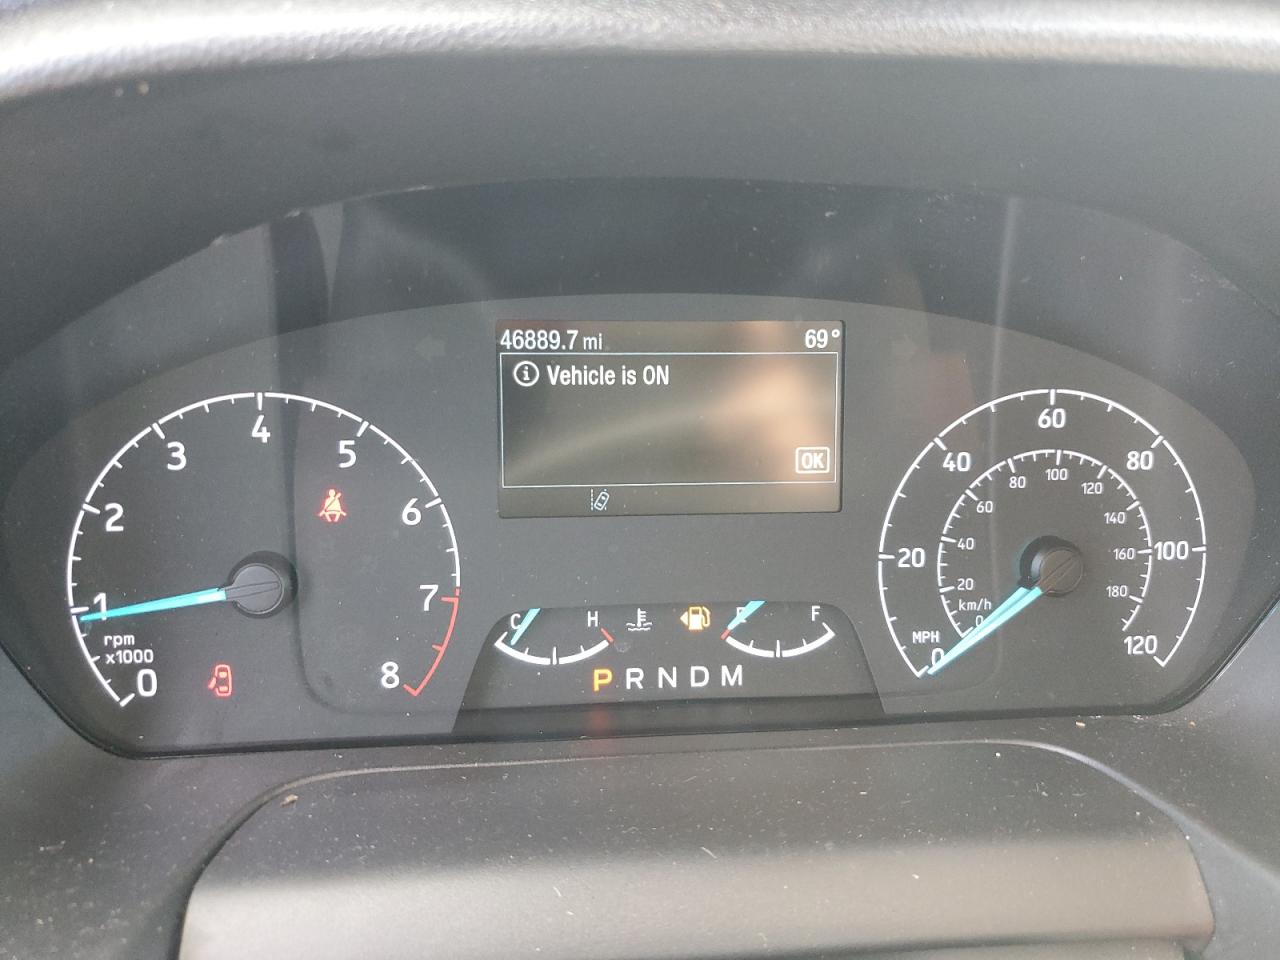 46889.7 mi 69°
Vehicle is ON
OK
0 1 2 3 4 5 6 7 8
rpm
x1000
C H E F
P R N D M
0 20 40 60 80 100 120
MPH
0 20 40 60 80 100 120 140 160 180
km/h